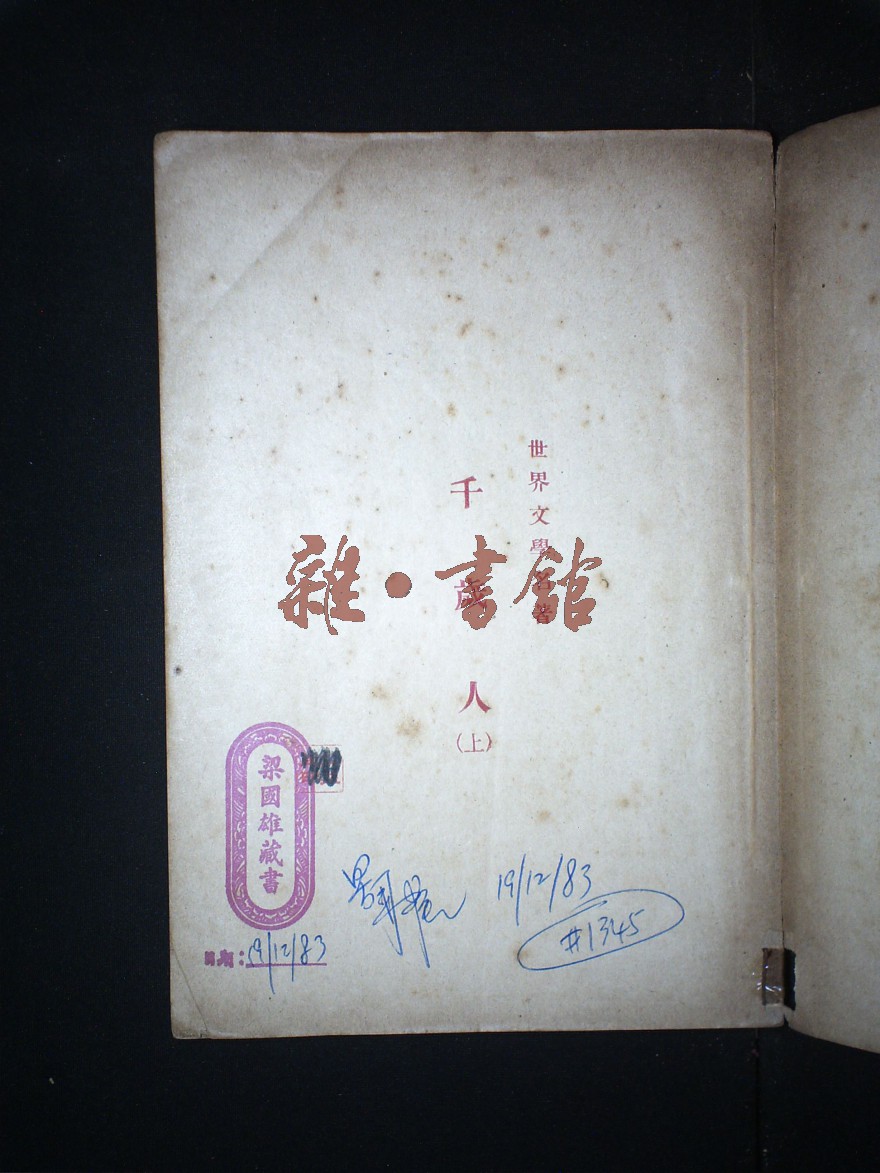 世界文學名著
千歲人
(上)
雜•書館
梁國雄藏書
日期:19/12/83
19/12/83
#1345